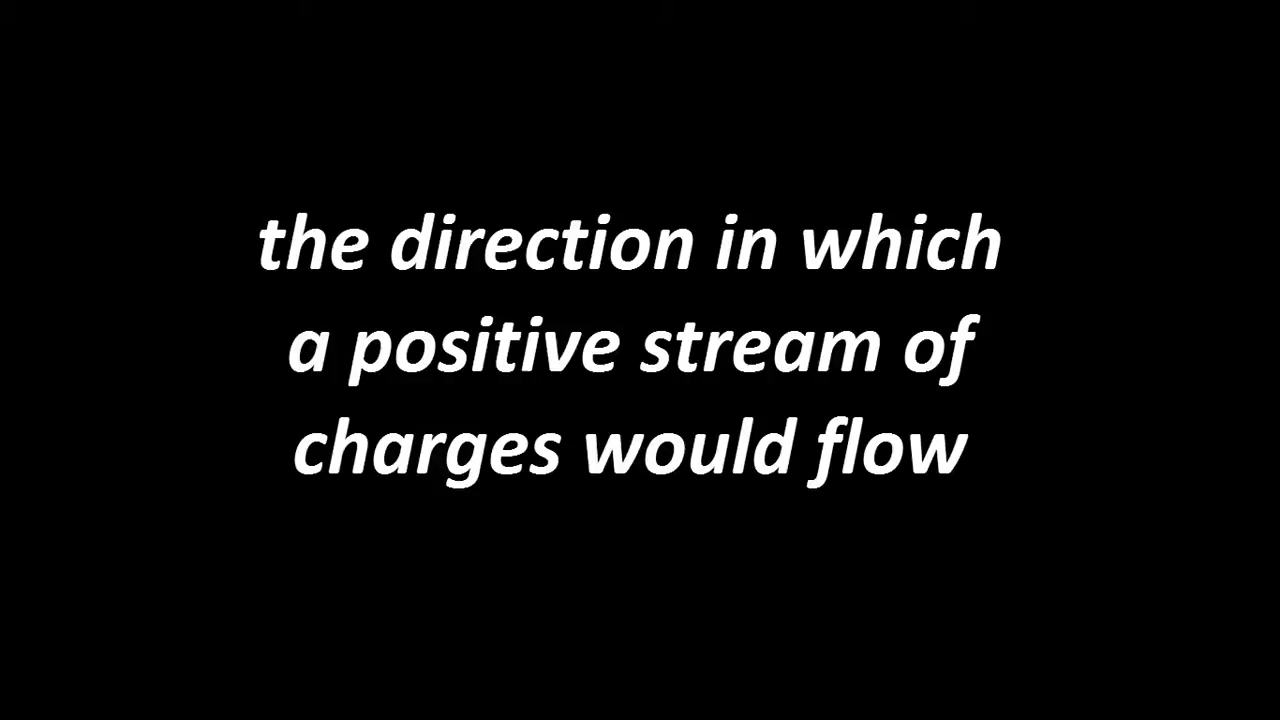 the direction in which
a positive stream of
charges would flow